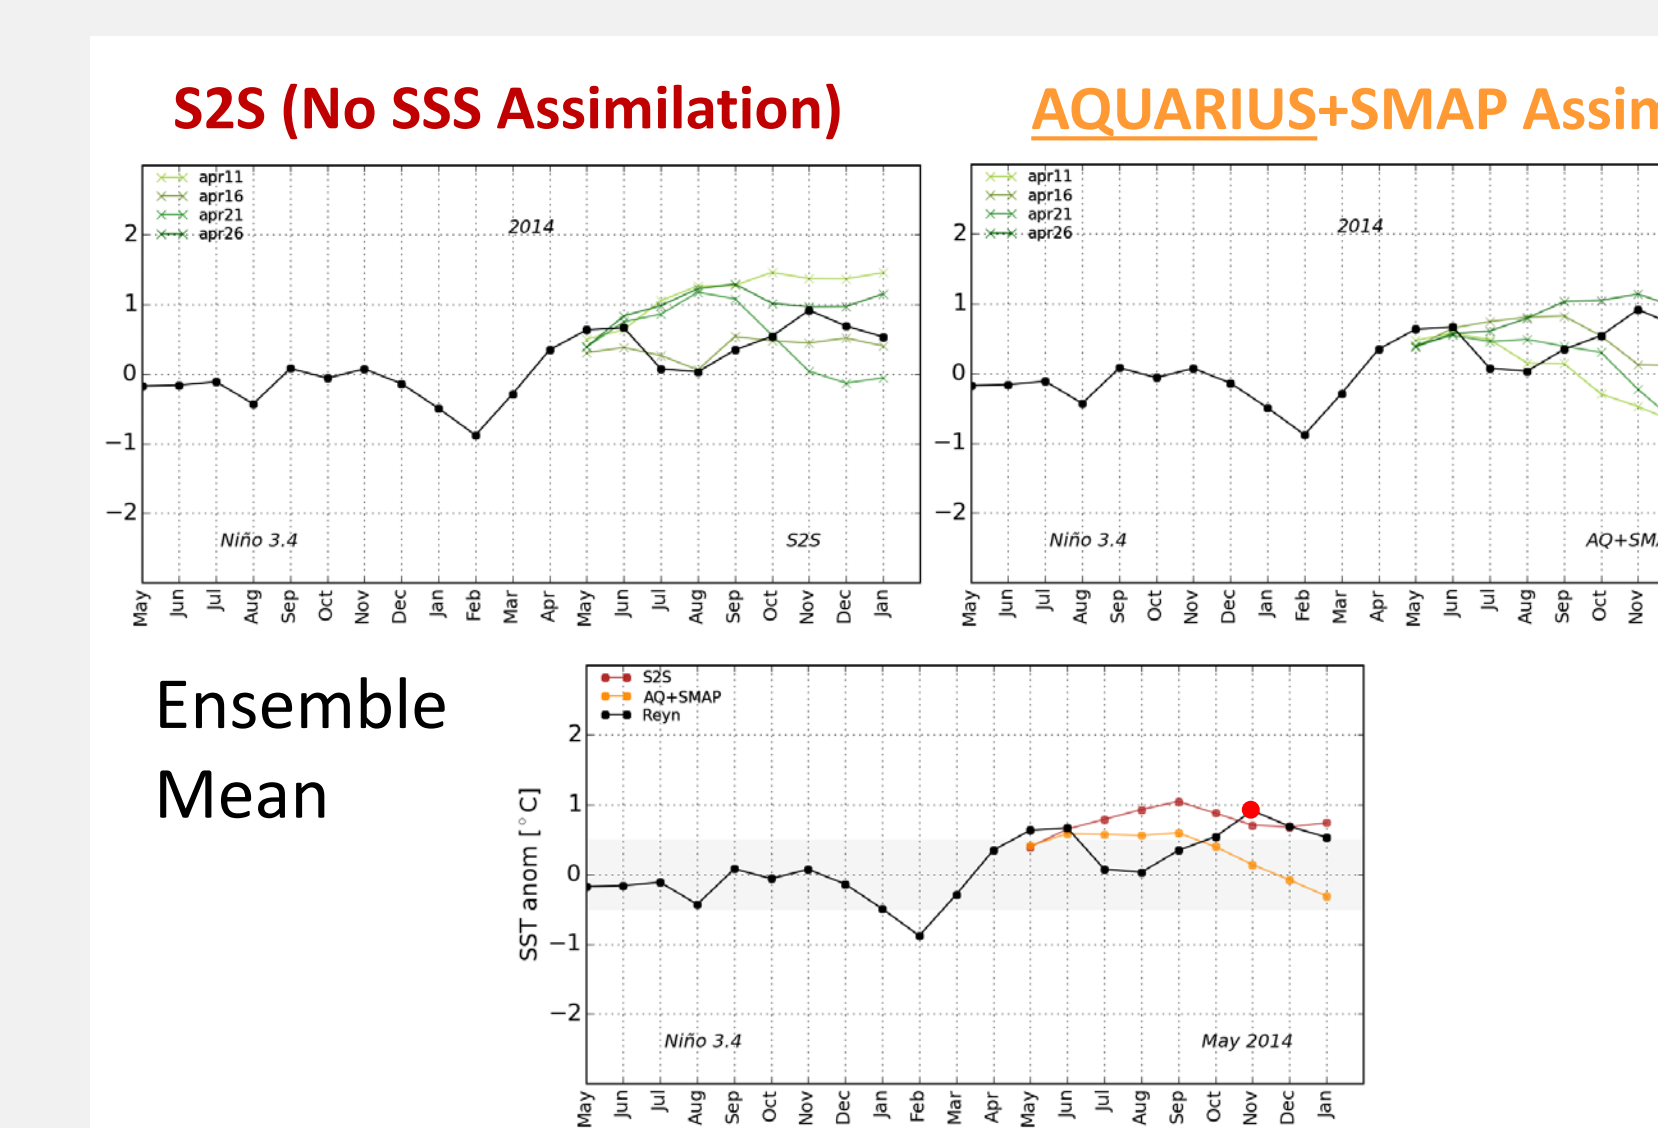 S2S (No SSS Assimilation)
AQUARIUS+SMAP Assim
apr11
apr16
apr21
apr26
2014
2
1
0
−1
−2
Niño 3.4
S2S
May Jun Jul Aug Sep Oct Nov Dec Jan Feb Mar Apr May Jun Jul Aug Sep Oct Nov Dec Jan
apr11
apr16
apr21
apr26
2014
2
1
0
−1
−2
Niño 3.4
AQ+SM
May Jun Jul Aug Sep Oct Nov Dec Jan Feb Mar Apr May Jun Jul Aug Sep Oct Nov
Ensemble
Mean
S2S
AQ+SMAP
Reyn
SST anom [°C]
2
1
0
−1
−2
Niño 3.4
May 2014
May Jun Jul Aug Sep Oct Nov Dec Jan Feb Mar Apr May Jun Jul Aug Sep Oct Nov Dec Jan